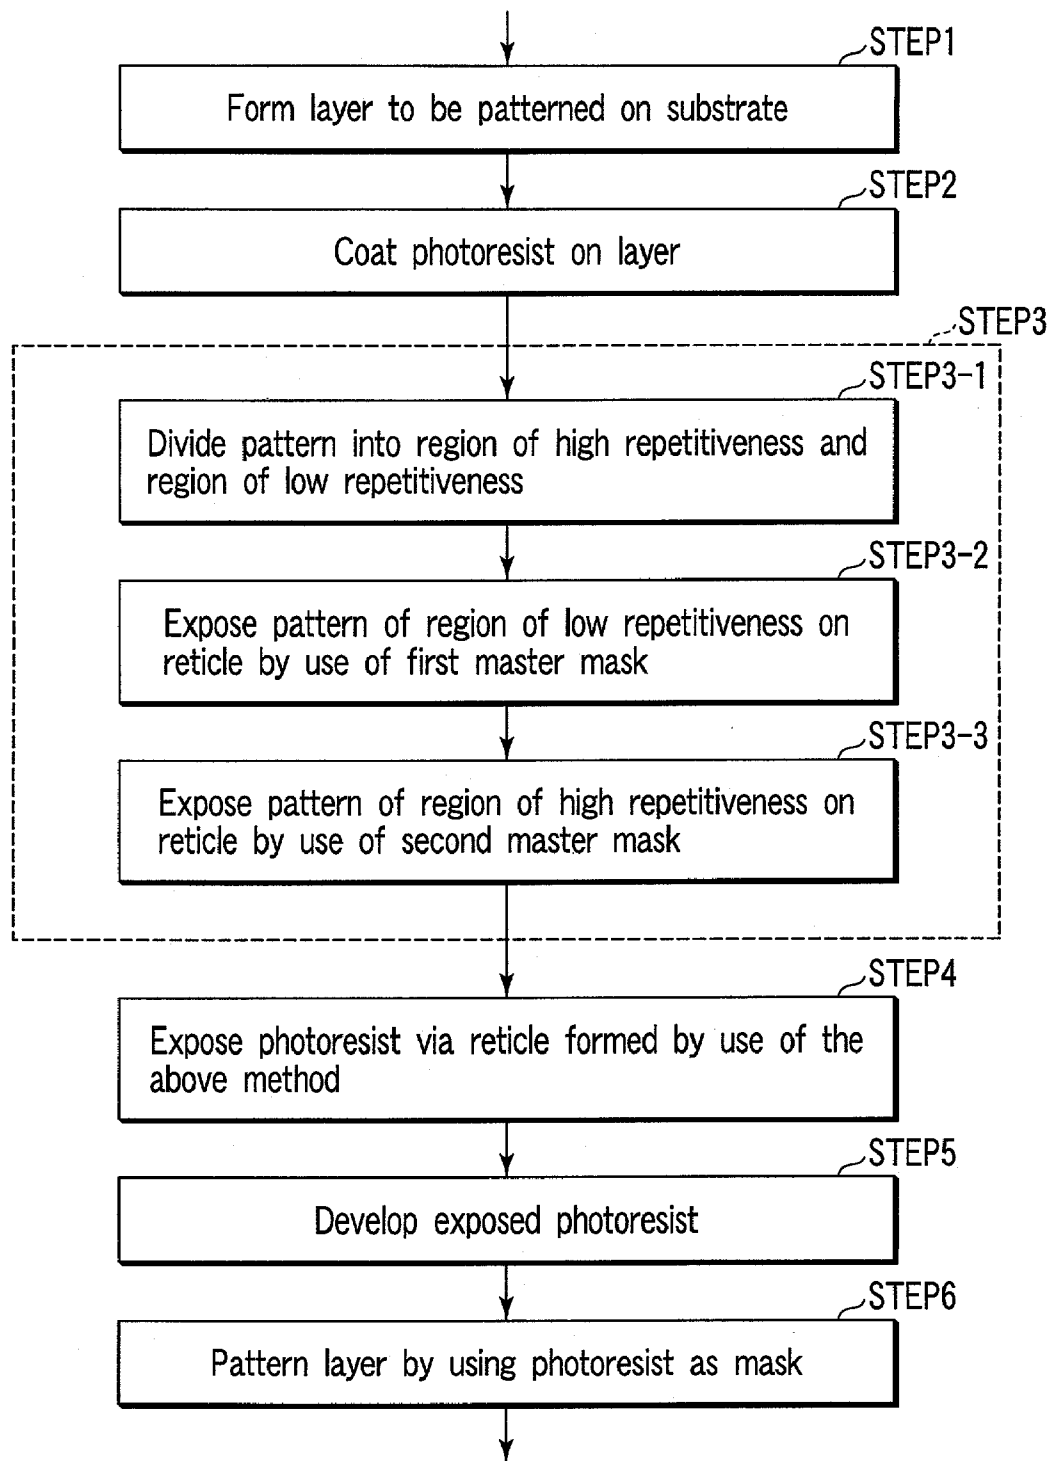 STEP1
Form layer to be patterned on substrate
STEP2
Coat photoresist on layer
STEP3
STEP3-1
Divide pattern into region of high repetitiveness and
region of low repetitiveness
STEP3-2
Expose pattern of region of low repetitiveness on
reticle by use of first master mask
STEP3-3
Expose pattern of region of high repetitiveness on
reticle by use of second master mask
STEP4
Expose photoresist via reticle formed by use of the
above method
STEP5
Develop exposed photoresist
STEP6
Pattern layer by using photoresist as mask